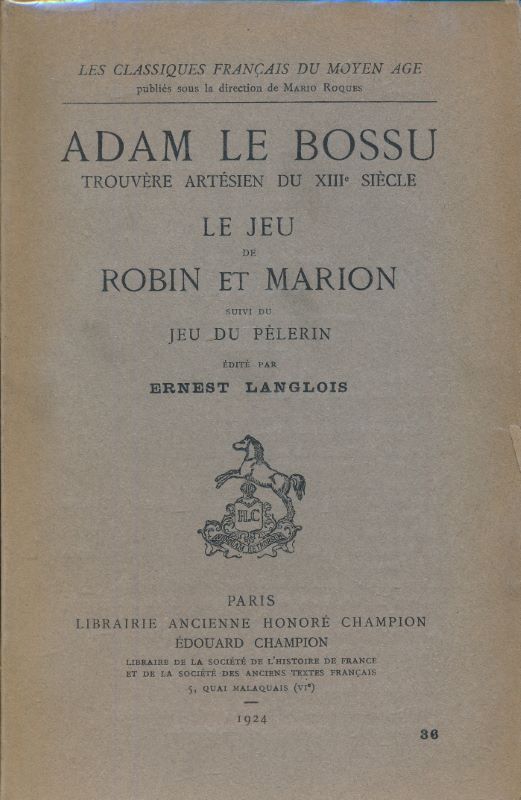 LES CLASSIQUES FRANÇAIS DU MOYEN AGE
publiés sous la direction de MARIO ROQUES
ADAM LE BOSSU
TROUVÈRE ARTÉSIEN DU XIIIe SIÈCLE
LE JEU
DE
ROBIN ET MARION
SUIVI DU
JEU DU PÈLERIN
ÉDITÉ PAR
ERNEST LANGLOIS
HLC
PARIS
LIBRAIRIE ANCIENNE HONORÉ CHAMPION
ÉDOUARD CHAMPION
LIBRAIRE DE LA SOCIÉTÉ DE L'HISTOIRE DE FRANCE
ET DE LA SOCIÉTÉ DES ANCIENS TEXTES FRANÇAIS
5, QUAI MALAQUAIS (VIe)
1924
36